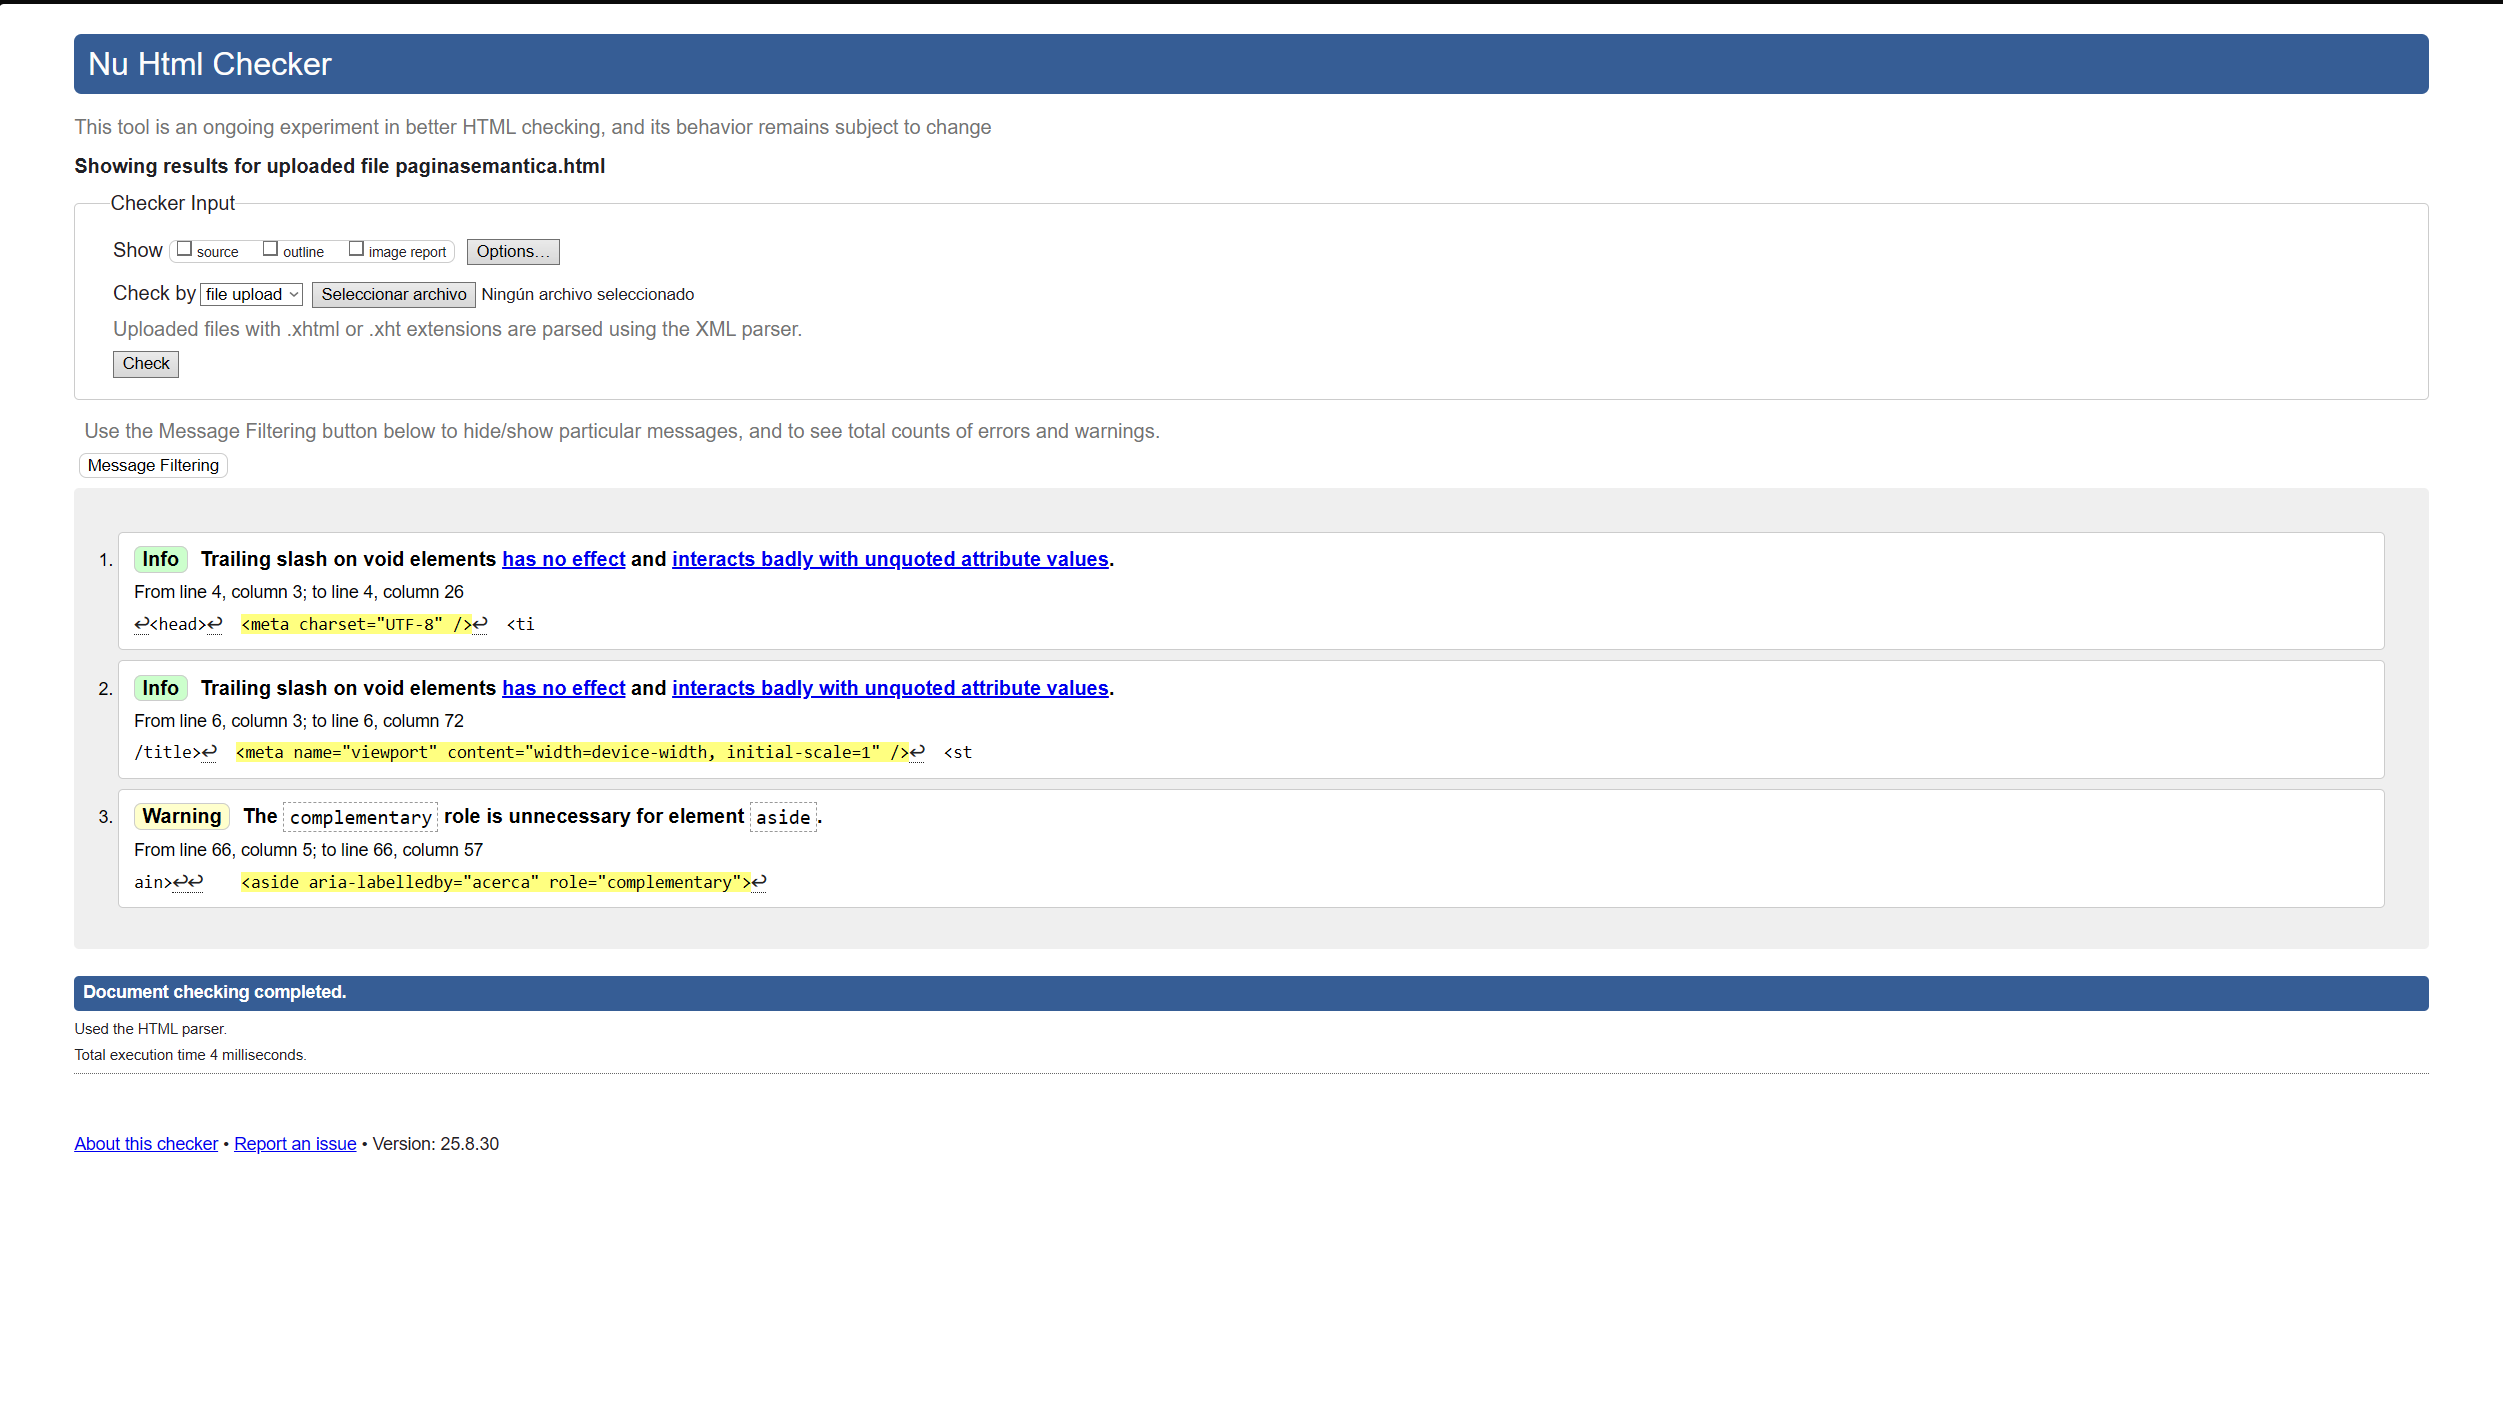 Nu Html Checker
This tool is an ongoing experiment in better HTML checking, and its behavior remains subject to change
Showing results for uploaded file paginasemantica.html
Checker Input
Show source outline image report Options...
Check by file upload Seleccionar archivo Ningún archivo seleccionado
Uploaded files with .xhtml or .xht extensions are parsed using the XML parser.
Check
Use the Message Filtering button below to hide/show particular messages, and to see total counts of errors and warnings.
Message Filtering
1. Info Trailing slash on void elements has no effect and interacts badly with unquoted attribute values.
From line 4, column 3; to line 4, column 26
↩<head>↩ <meta charset="UTF-8" />↩ <ti
2. Info Trailing slash on void elements has no effect and interacts badly with unquoted attribute values.
From line 6, column 3; to line 6, column 72
/title>↩ <meta name="viewport" content="width=device-width, initial-scale=1" />↩ <st
3. Warning The complementary role is unnecessary for element aside.
From line 66, column 5; to line 66, column 57
ain>↩↩ <aside aria-labelledby="acerca" role="complementary">↩
Document checking completed.
Used the HTML parser.
Total execution time 4 milliseconds.
About this checker • Report an issue • Version: 25.8.30